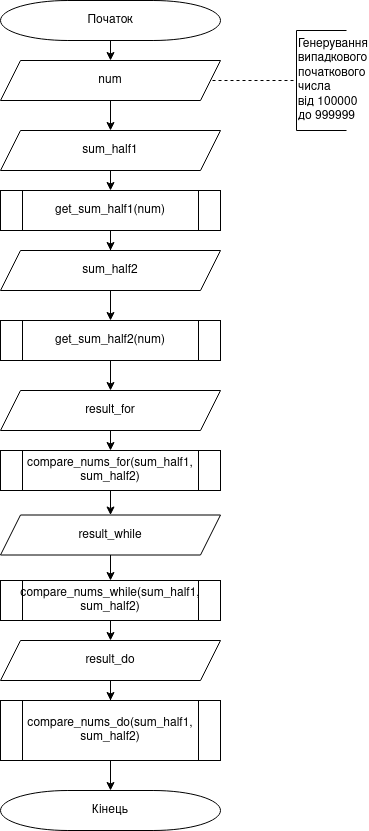 Початок
Генерування
випадкового
початкового
числа
від 100000
до 999999
num
sum_half1
get_sum_half1(num)
sum_half2
get_sum_half2(num)
result_for
compare_nums_for(sum_half1,
sum_half2)
result_while
compare_nums_while(sum_half1,
sum_half2)
result_do
compare_nums_do(sum_half1,
sum_half2)
Кінець